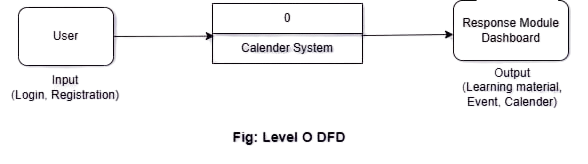 User
0
Calender System
Response Module
Dashboard
Input
(Login, Registration)
Output
(Learning material,
Event, Calender)
Fig: Level O DFD